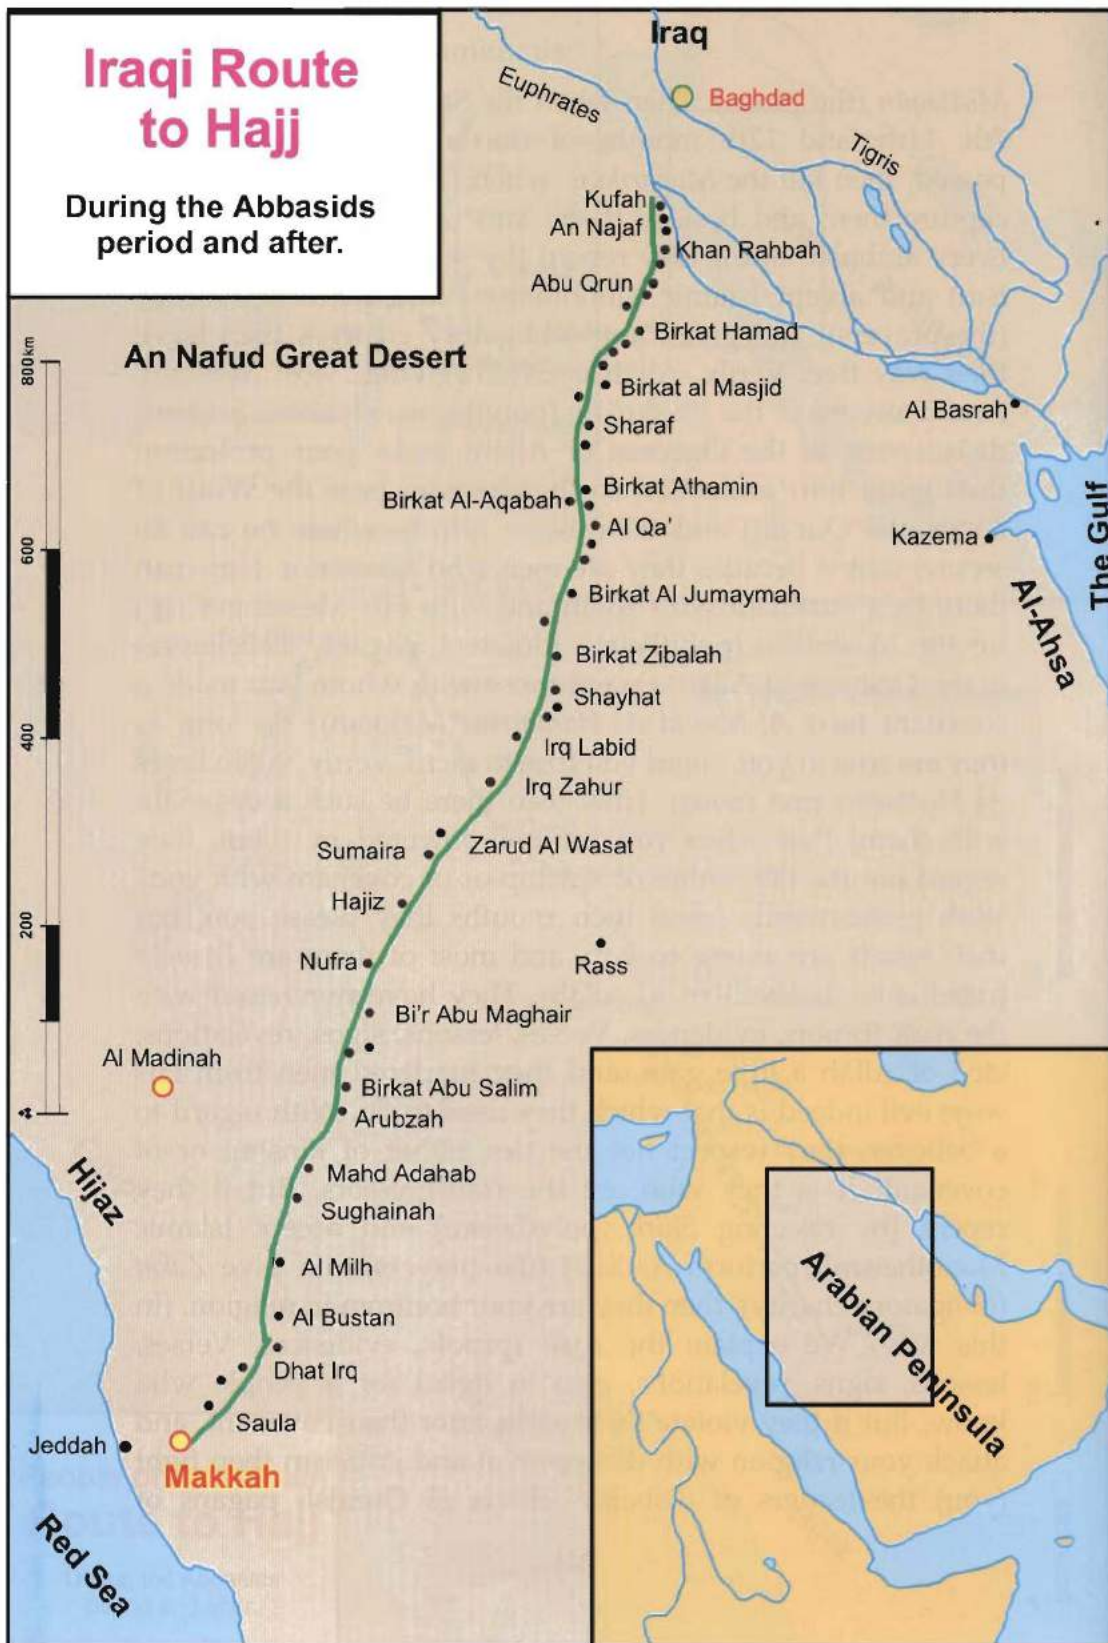 Iraqi Route
to Hajj
During the Abbasids
period and after.
Iraq
Euphrates
Baghdad
Tigris
Kufah
An Najaf
Khan Rahbah
Abu Qrun
Birkat Hamad
An Nafud Great Desert
800km
Birkat al Masjid
Al Basrah
Sharaf
Birkat Athamin
Birkat Al-Aqabah
Al Qa'
Kazema
The Gulf
600
Birkat Al Jumaymah
Al-Ahsa
Birkat Zibalah
Shayhat
400
Irq Labid
Irq Zahur
Zarud Al Wasat
Sumaira
Hajiz
200
Nufra
Rass
Bi'r Abu Maghair
Al Madinah
Birkat Abu Salim
Arubzah
Hijaz
Mahd Adahab
Sughainah
Al Milh
Al Bustan
Dhat Irq
Saula
Jeddah
Makkah
Red Sea
Arabian Peninsula